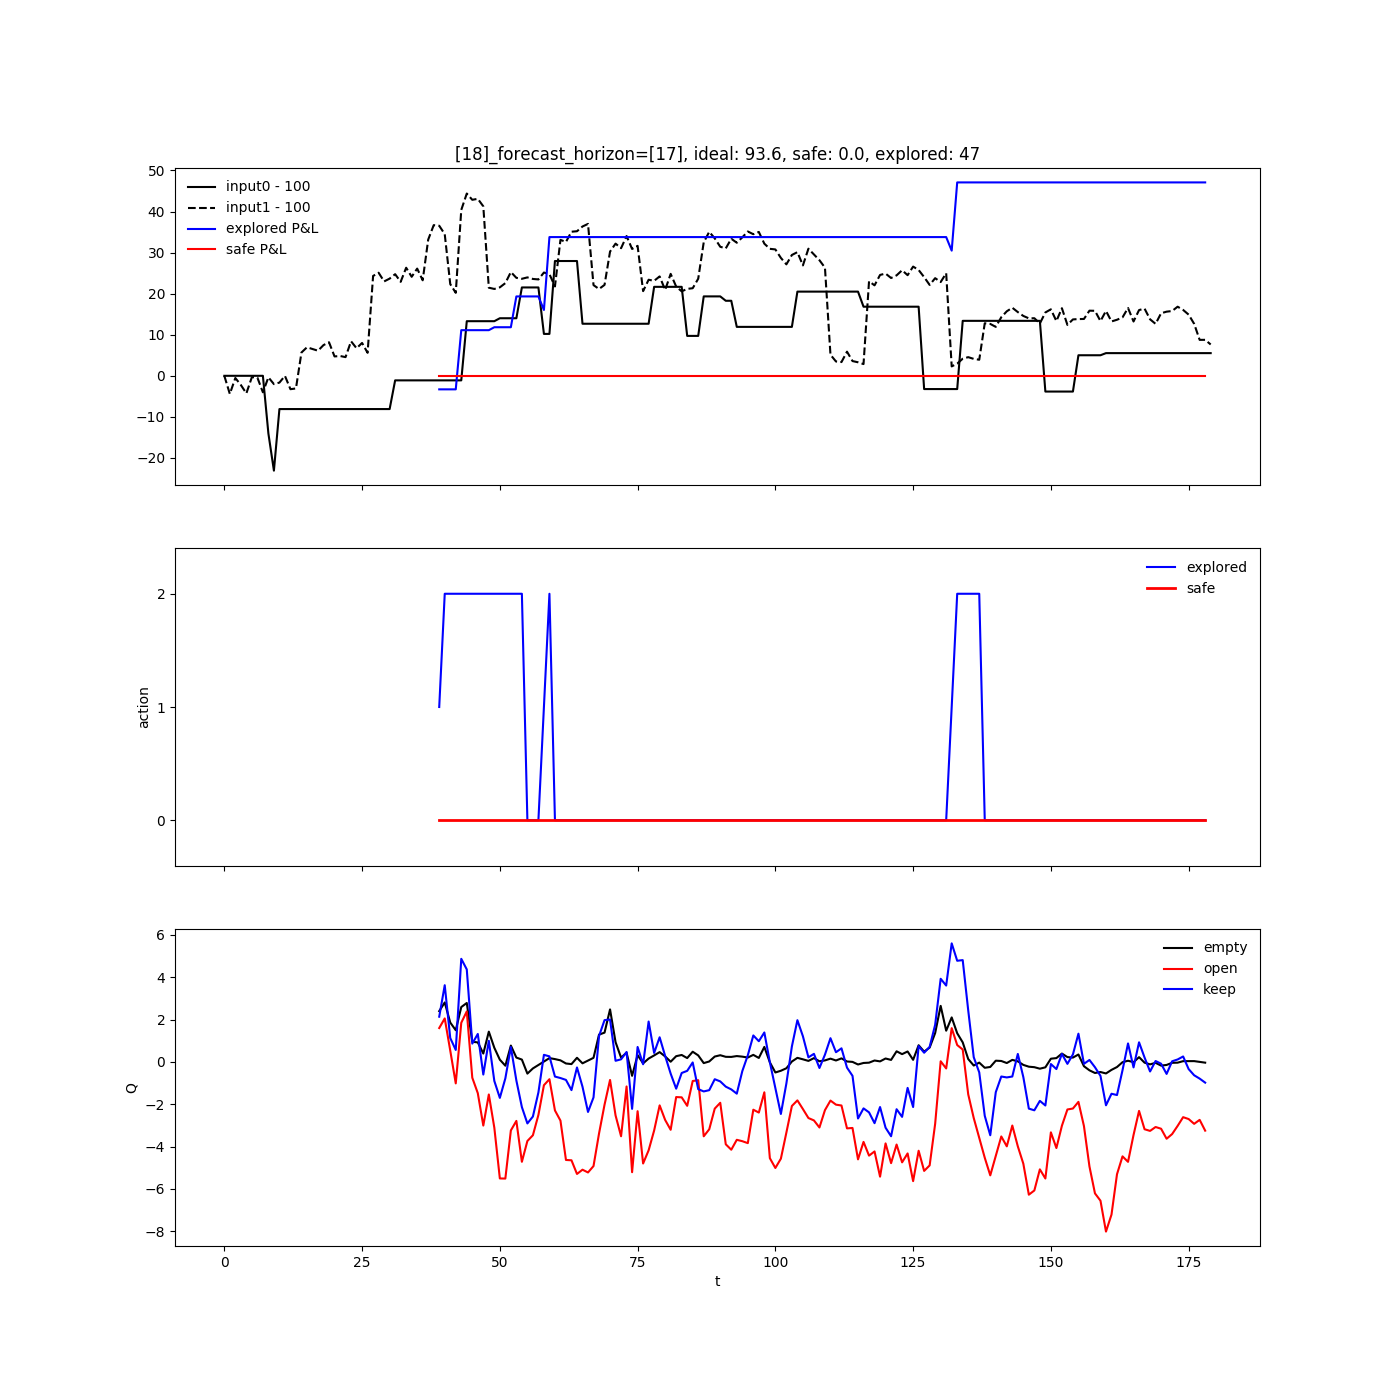 [18]_forecast_horizon=[17], ideal: 93.6, safe: 0.0, explored: 47
50
40
30
20
10
0
−10
−20
input0 - 100
input1 - 100
explored P&L
safe P&L
action
2
1
0
explored
safe
Q
6
4
2
0
−2
−4
−6
−8
empty
open
keep
0 25 50 75 100 125 150 175
t